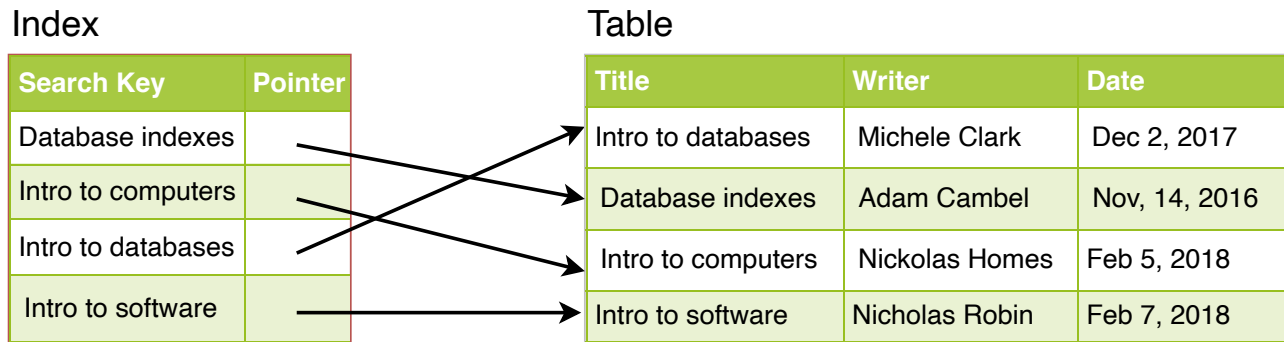 Index
Search Key Pointer
Database indexes
Intro to computers
Intro to databases
Intro to software
Table
Title Writer Date
Intro to databases Michele Clark Dec 2, 2017
Database indexes Adam Cambel Nov, 14, 2016
Intro to computers Nickolas Homes Feb 5, 2018
Intro to software Nicholas Robin Feb 7, 2018